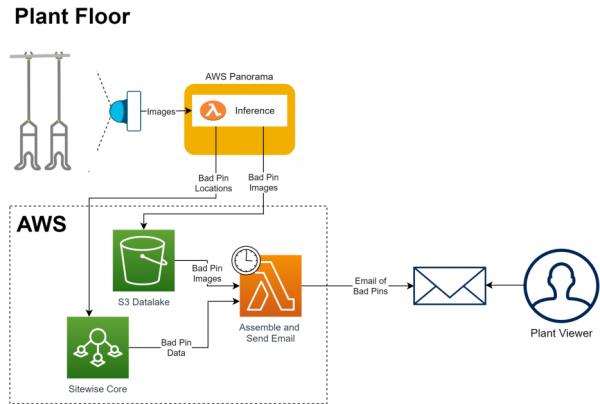 Plant Floor
AWS Panorama
Images
Inference
Bad Pin
Locations
Bad Pin
Images
AWS
S3 Datalake
Bad Pin
Images
Assemble and
Send Email
Email of
Bad Pins
Plant Viewer
Bad Pin
Data
Sitewise Core